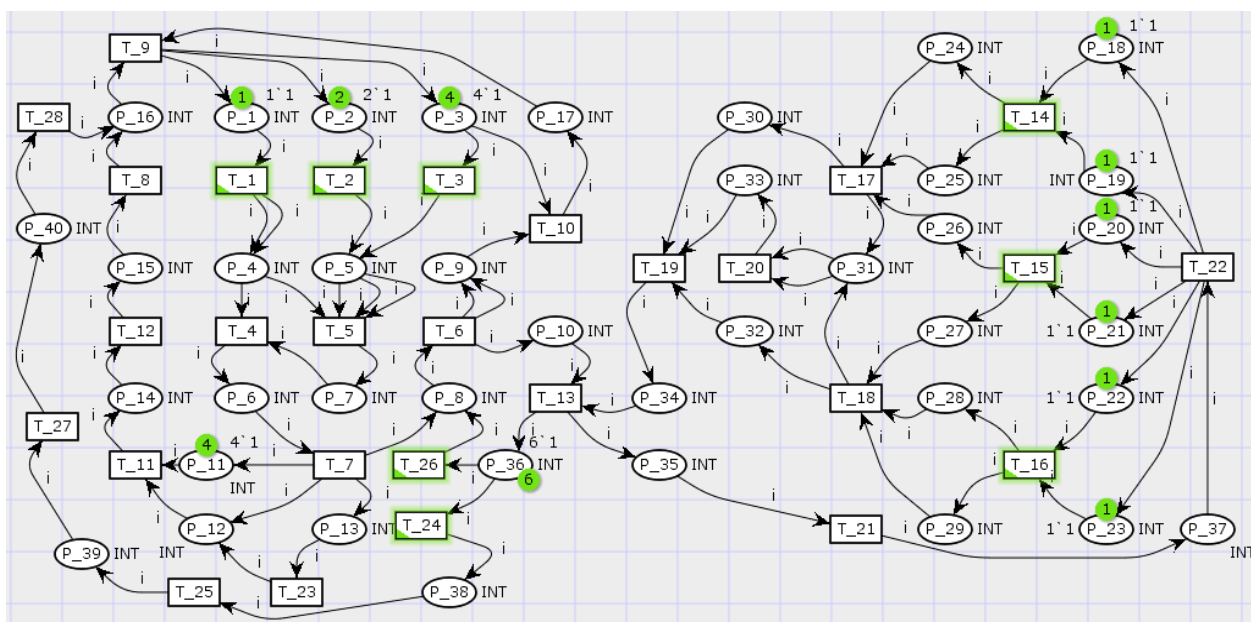 1 1`1
T_9 P_24 INT P_18 INT
i i i i i
1 1`1 2 2`1 4 4`1
T_28 P_16 INT P_1 INT P_2 INT P_3 INT P_17 INT P_30 INT T_14
i i i i i i i i i
1 1`1
T_8 T_1 T_2 T_3 P_33 INT T_17 P_25 INT INT P_19
i i i i i i i i
1 1`1
P_40 INT T_10 P_26 INT P_20 INT
i i i i i
P_15 INT P_4 INT P_5 INT P_9 INT T_19 T_20 P_31 INT T_15 T_22
i i i i i i i i i i
1
T_12 T_4 T_5 T_6 P_10 INT P_32 INT P_27 INT 1`1 P_21 INT
i i i i i i i i i
1
P_14 INT P_6 INT P_7 INT P_8 INT T_13 P_34 INT T_18 P_28 INT 1`1 P_22 INT
T_27
i i i i i i i i
4 4`1 6`1
T_11 P_11 T_7 T_26 P_36 INT P_35 INT T_16
INT 6
i i i i i i i
1
P_12 P_13 INT T_24 T_21 P_29 INT 1`1 P_23 INT P_37
P_39 INT INT INT
i i i i i
T_25 T_23 P_38 INT
i i